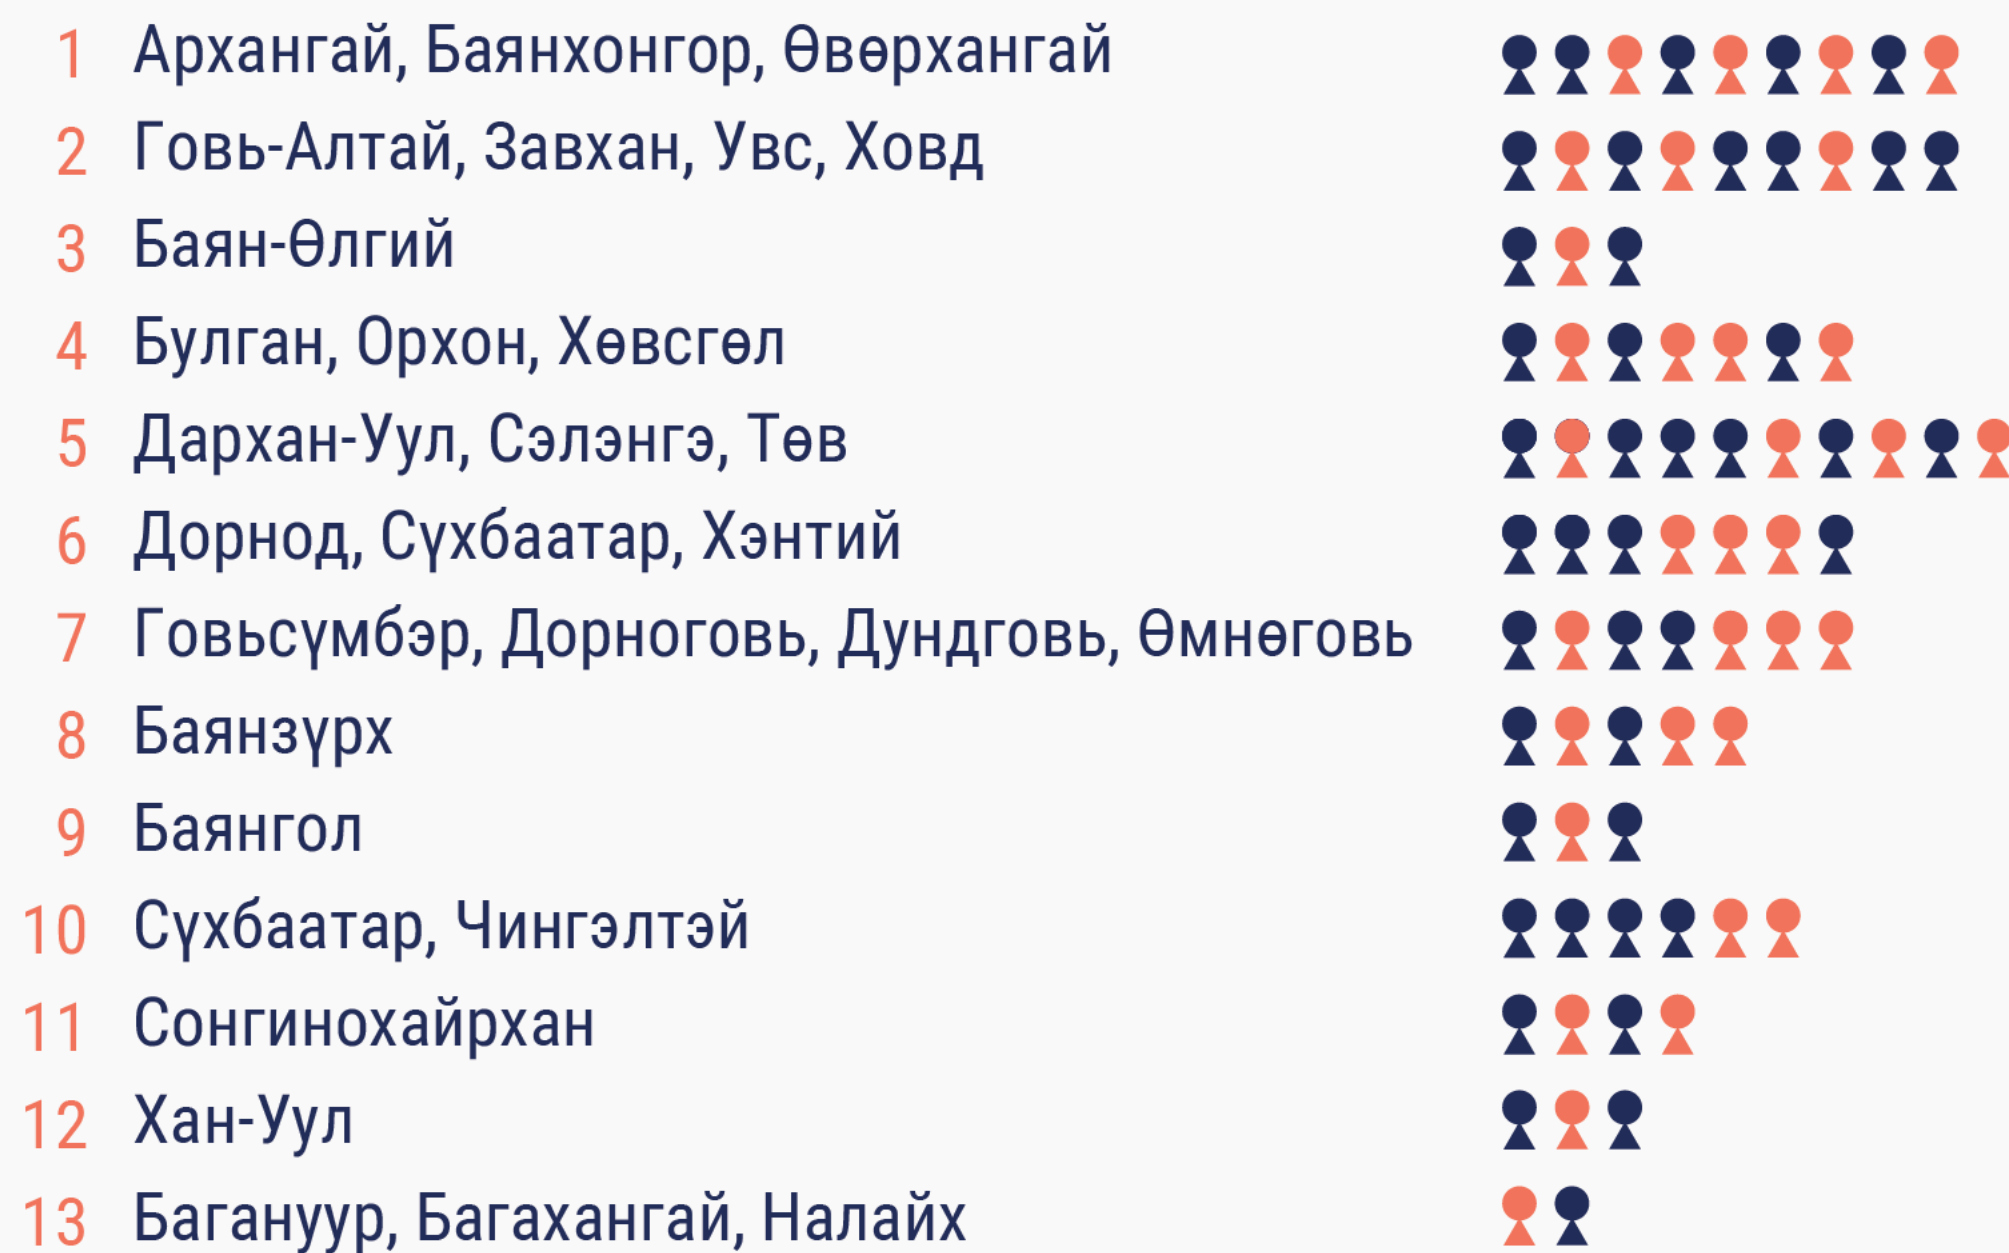 1 Архангай, Баянхонгор, Өвөрхангай
2 Говь-Алтай, Завхан, Увс, Ховд
3 Баян-Өлгий
4 Булган, Орхон, Хөвсгөл
5 Дархан-Уул, Сэлэнгэ, Төв
6 Дорнод, Сүхбаатар, Хэнтий
7 Говьсүмбэр, Дорноговь, Дундговь, Өмнөговь
8 Баянзүрх
9 Баянгол
10 Сүхбаатар, Чингэлтэй
11 Сонгинохайрхан
12 Хан-Уул
13 Багануур, Багахангай, Налайх